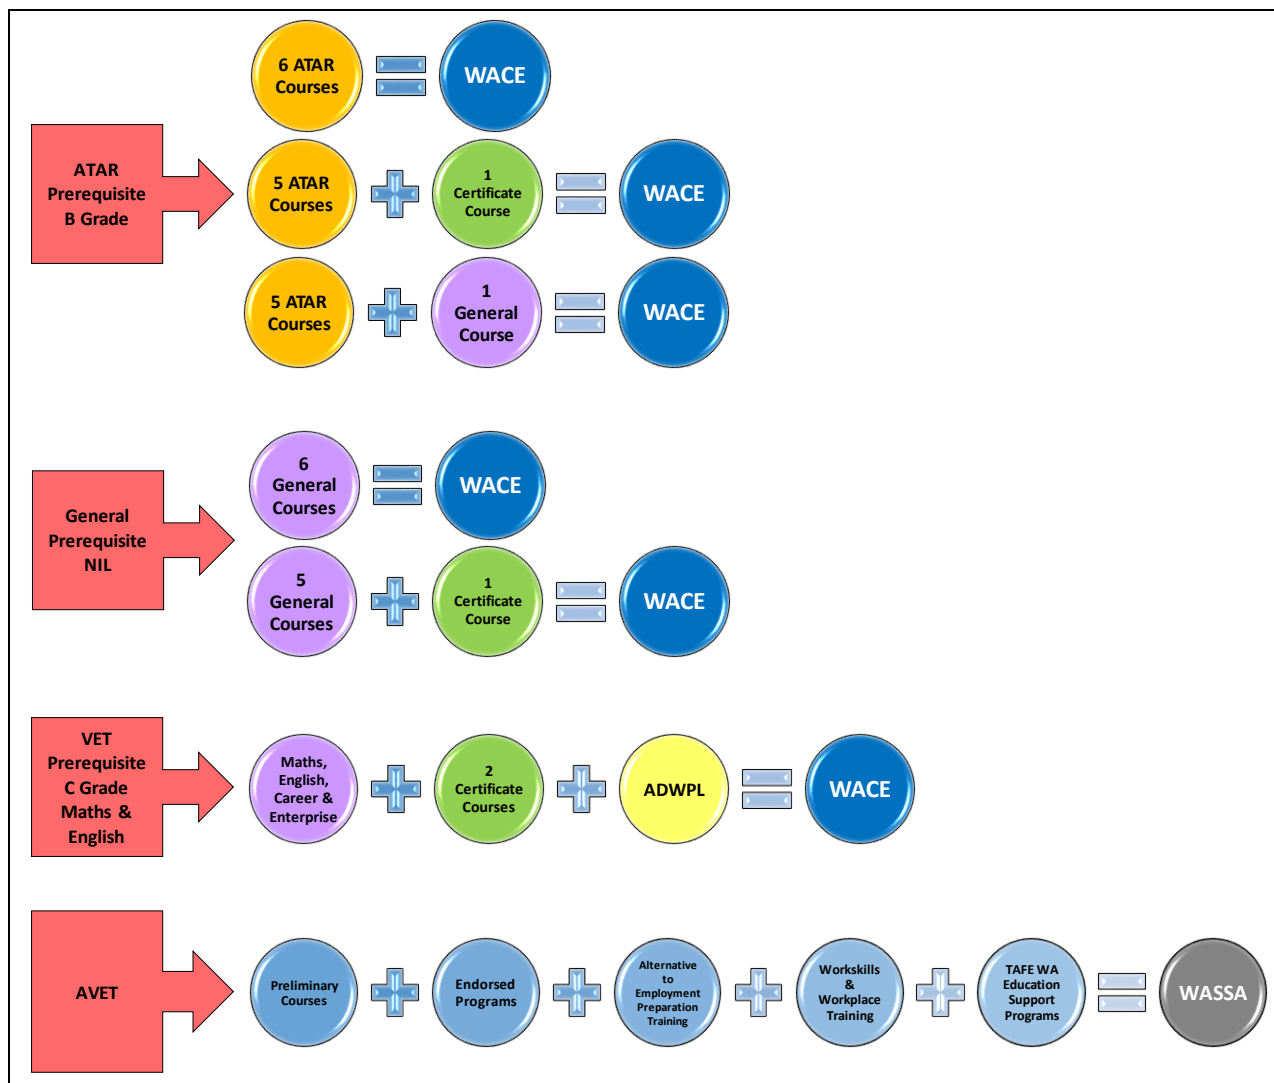 6 ATAR
Courses
WACE
ATAR
Prerequisite
B Grade
5 ATAR
Courses
1
Certificate
Course
WACE
5 ATAR
Courses
1
General
Course
WACE
General
Prerequisite
NIL
6
General
Courses
WACE
5
General
Courses
1
Certificate
Course
WACE
VET
Prerequisite
C Grade
Maths &
English
Maths,
English,
Career &
Enterprise
2
Certificate
Courses
ADWPL
WACE
AVET
Preliminary
Courses
Endorsed
Programs
Alternative
to
Employment
Preparation
Training
Workskills
&
Workplace
Training
TAFE WA
Education
Support
Programs
WASSA